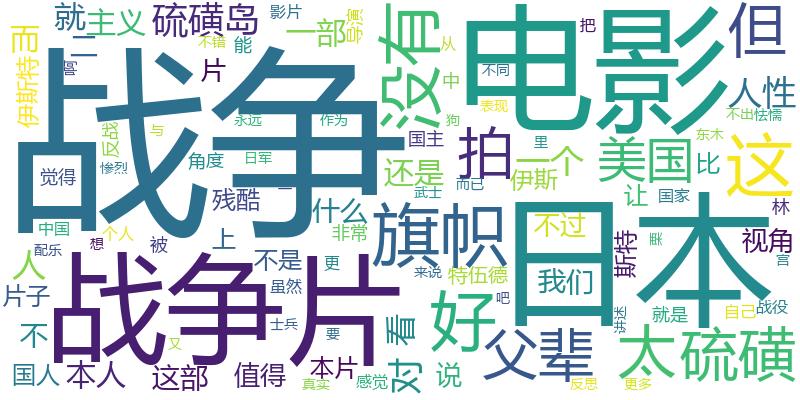 战争
电影
日本
战争片
旗帜
没有
这
好
太
硫磺
父辈
美国
拍
但
硫磺岛
人性
就
主义
影片
二
不错
能
片
一部
导演
从
中
狗
把
不同
表现
一个
伊斯
伊斯特
而
反战
与
惨烈
永远
作为
日军
角度
觉得
残酷
国主
还是
里
武士
而已
不出
怯懦
东木
比
让
国家
林
视角
宫
中国
个人
配乐
想
被
上
什么
非常
不是
更
虽然
来说
特伍德
不过
我们
斯特
人
片子
不
国人
本人
这部
又
值得
士兵
真实
要
本片
感觉
看
对
说
吧
讲述
就是
自己
战役
反思
更多